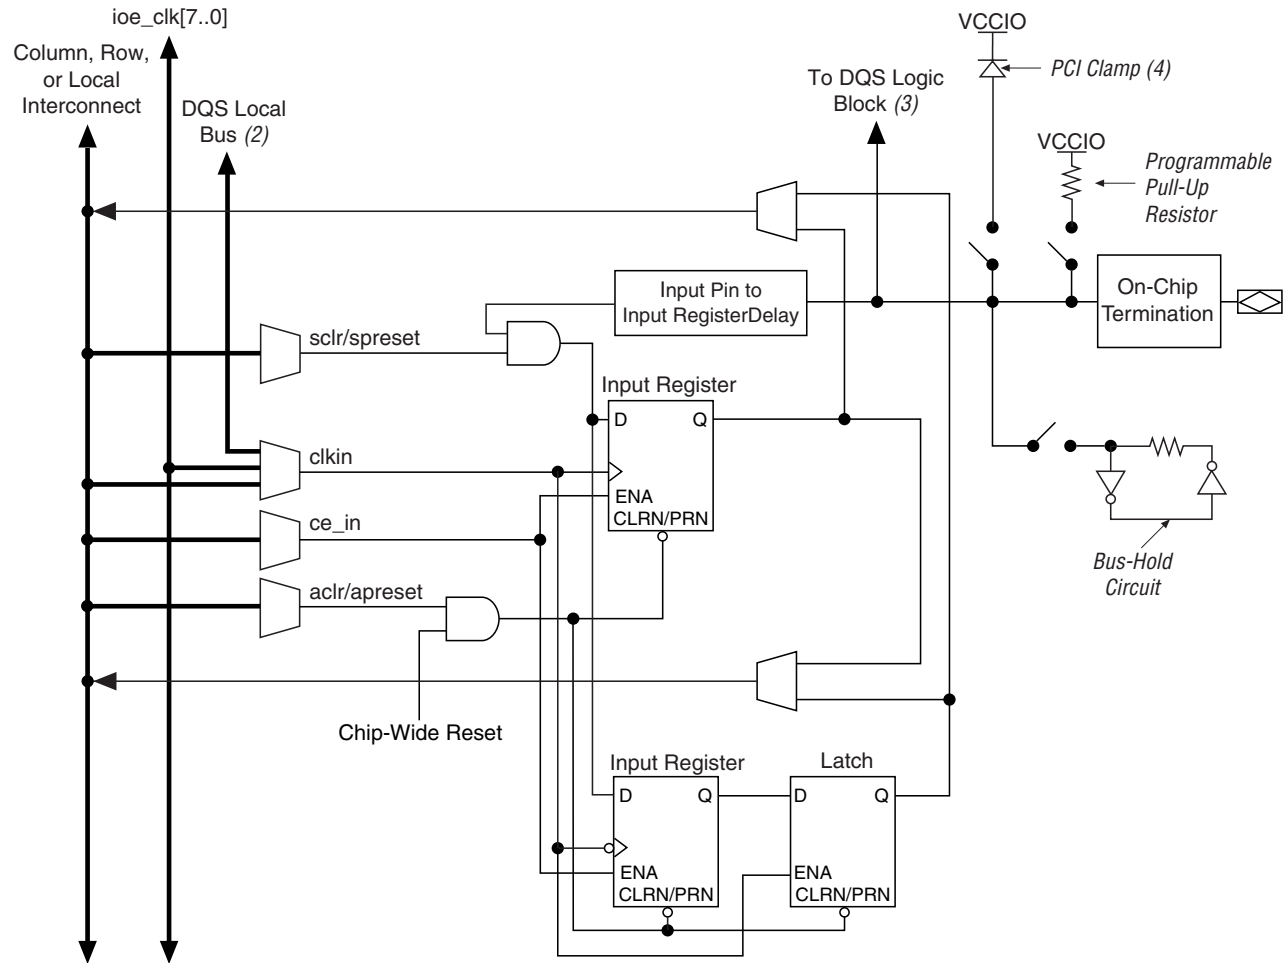 ioe_clk[7..0]
Column, Row,
or Local
Interconnect
DQS Local
Bus (2)
To DQS Logic
Block (3)
VCCIO
PCI Clamp (4)
VCCIO
Programmable
Pull-Up
Resistor
Input Pin to
Input RegisterDelay
On-Chip
Termination
sclr/spreset
Input Register
D
Q
clkin
ENA
CLRN/PRN
ce_in
aclr/apreset
Bus-Hold
Circuit
Chip-Wide Reset
Input Register
D
Q
ENA
CLRN/PRN
Latch
D
Q
ENA
CLRN/PRN